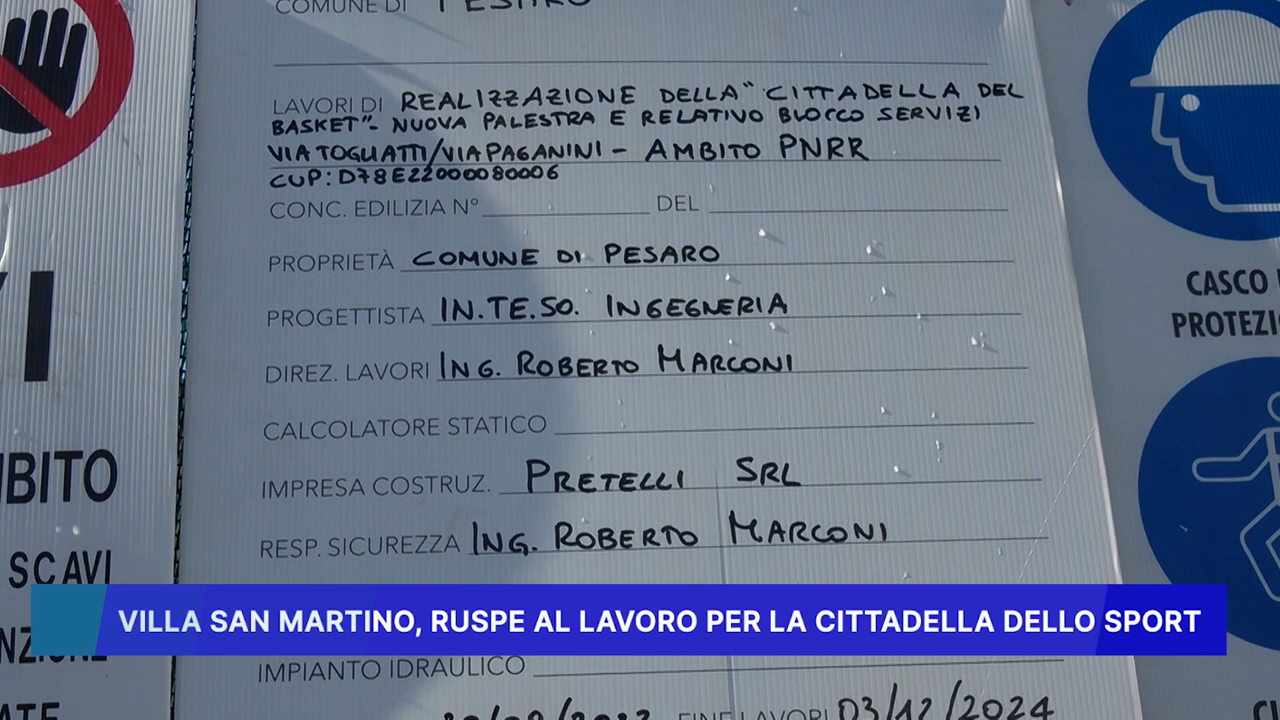 COMUNE DI PESARO
LAVORI DI REALIZZAZIONE DELLA "CITTADELLA DEL
BASKET"- NUOVA PALESTRA E RELATIVO BLOCCO SERVIZI
VIA TOGLIATTI/VIA PAGANINI - AMBITO PNRR
CUP: D78E22000080006
CONC. EDILIZIA N° DEL
PROPRIETÀ COMUNE DI PESARO
PROGETTISTA IN.TE.SO. INGEGNERIA
DIREZ. LAVORI ING. ROBERTO MARCONI
CALCOLATORE STATICO
IMPRESA COSTRUZ. PRETELLI SRL
RESP. SICUREZZA ING. ROBERTO MARCONI
VILLA SAN MARTINO, RUSPE AL LAVORO PER LA CITTADELLA DELLO SPORT
IMPIANTO IDRAULICO
FINE LAVORI 03/12/2024
CASCO
PROTEZI
BITO
SCAVI